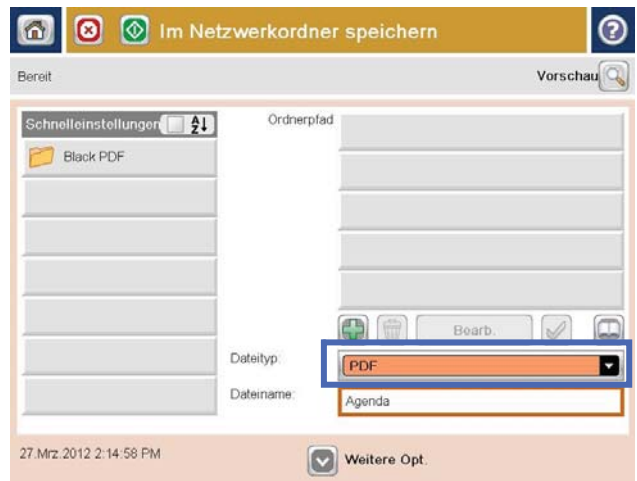 Im Netzwerkordner speichern
Bereit
Vorschau
Schnelleinstellungen
Ordnerpfad
Black PDF
Bearb.
Dateityp:
PDF
Dateiname:
Agenda
27.Mrz.2012 2:14:58 PM
Weitere Opt.